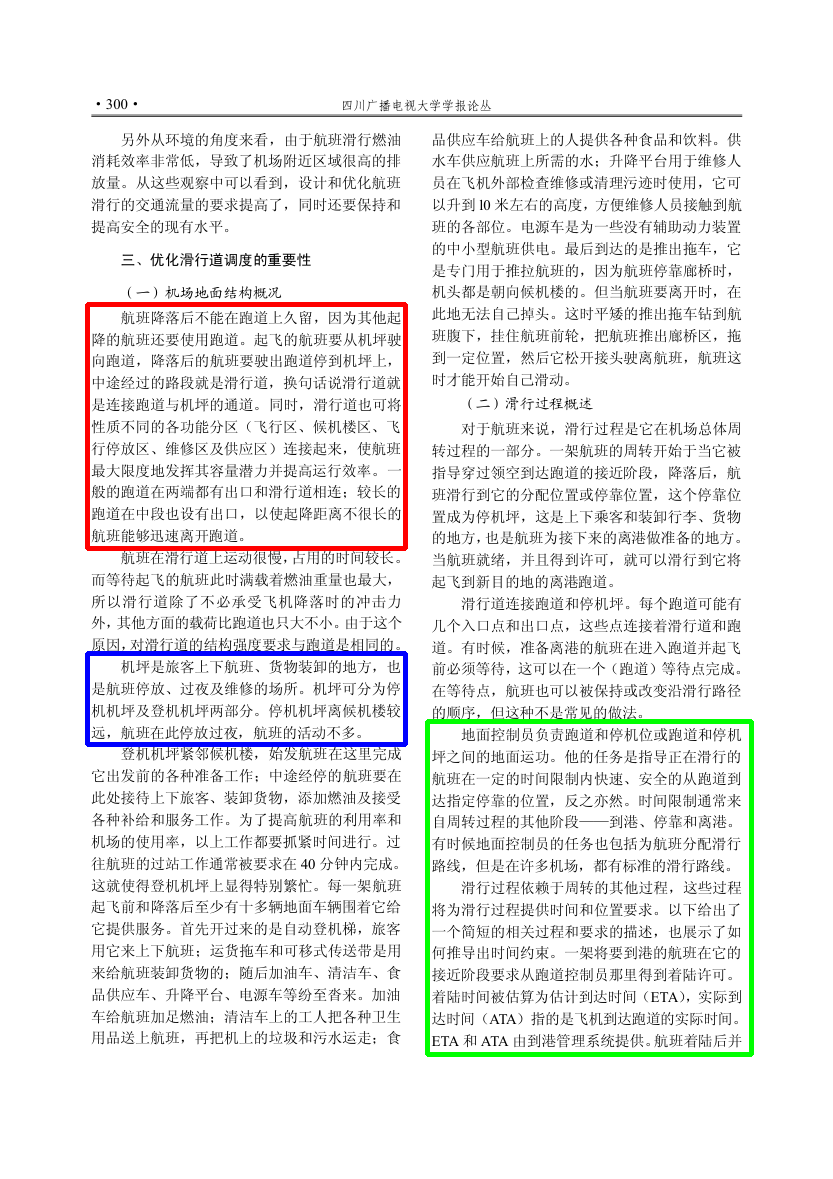 ·300·
四川广播电视大学学报论丛
另外从环境的角度来看，由于航班滑行燃油
消耗效率非常低，导致了机场附近区域很高的排
放量。从这些观察中可以看到，设计和优化航班
滑行的交通流量的要求提高了，同时还要保持和
提高安全的现有水平。
三、优化滑行道调度的重要性
（一）机场地面结构概况
航班降落后不能在跑道上久留，因为其他起
降的航班还要使用跑道。起飞的航班要从机坪驶
向跑道，降落后的航班要驶出跑道停到机坪上，
中途经过的路段就是滑行道，换句话说滑行道就
是连接跑道与机坪的通道。同时，滑行道也可将
性质不同的各功能分区（飞行区、候机楼区、飞
行停放区、维修区及供应区）连接起来，使航班
最大限度地发挥其容量潜力并提高运行效率。一
般的跑道在两端都有出口和滑行道相连；较长的
跑道在中段也设有出口，以使起降距离不很长的
航班能够迅速离开跑道。
航班在滑行道上运动很慢，占用的时间较长。
而等待起飞的航班此时满载着燃油重量也最大，
所以滑行道除了不必承受飞机降落时的冲击力
外，其他方面的载荷比跑道也只大不小。由于这个
原因，对滑行道的结构强度要求与跑道是相同的。
机坪是旅客上下航班、货物装卸的地方，也
是航班停放、过夜及维修的场所。机坪可分为停
机机坪及登机机坪两部分。停机机坪离候机楼较
远，航班在此停放过夜，航班的活动不多。
登机机坪紧邻候机楼，始发航班在这里完成
它出发前的各种准备工作；中途经停的航班要在
此处接待上下旅客、装卸货物，添加燃油及接受
各种补给和服务工作。为了提高航班的利用率和
机场的使用率，以上工作都要抓紧时间进行。过
往航班的过站工作通常被要求在 40 分钟内完成。
这就使得登机机坪上显得特别繁忙。每一架航班
起飞前和降落后至少有十多辆地面车辆围着它给
它提供服务。首先开过来的是自动登机梯，旅客
用它来上下航班；运货拖车和可移式传送带是用
来给航班装卸货物的；随后加油车、清洁车、食
品供应车、升降平台、电源车等纷至沓来。加油
车给航班加足燃油；清洁车上的工人把各种卫生
用品送上航班，再把机上的垃圾和污水运走；食
品供应车给航班上的人提供各种食品和饮料。供
水车供应航班上所需的水；升降平台用于维修人
员在飞机外部检查维修或清理污迹时使用，它可
以升到 l0 米左右的高度，方便维修人员接触到航
班的各部位。电源车是为一些没有辅助动力装置
的中小型航班供电。最后到达的是推出拖车，它
是专门用于推拉航班的，因为航班停靠廊桥时，
机头都是朝向候机楼的。但当航班要离开时，在
此地无法自己掉头。这时平矮的推出拖车钻到航
班腹下，挂住航班前轮，把航班推出廊桥区，拖
到一定位置，然后它松开接头驶离航班，航班这
时才能开始自己滑动。
（二）滑行过程概述
对于航班来说，滑行过程是它在机场总体周
转过程的一部分。一架航班的周转开始于当它被
指导穿过领空到达跑道的接近阶段，降落后，航
班滑行到它的分配位置或停靠位置，这个停靠位
置成为停机坪，这是上下乘客和装卸行李、货物
的地方，也是航班为接下来的离港做准备的地方。
当航班就绪，并且得到许可，就可以滑行到它将
起飞到新目的地的离港跑道。
滑行道连接跑道和停机坪。每个跑道可能有
几个入口点和出口点，这些点连接着滑行道和跑
道。有时候，准备离港的航班在进入跑道并起飞
前必须等待，这可以在一个（跑道）等待点完成。
在等待点，航班也可以被保持或改变沿滑行路径
的顺序，但这种不是常见的做法。
地面控制员负责跑道和停机位或跑道和停机
坪之间的地面运功。他的任务是指导正在滑行的
航班在一定的时间限制内快速、安全的从跑道到
达指定停靠的位置，反之亦然。时间限制通常来
自周转过程的其他阶段——到港、停靠和离港。
有时候地面控制员的任务也包括为航班分配滑行
路线，但是在许多机场，都有标准的滑行路线。
滑行过程依赖于周转的其他过程，这些过程
将为滑行过程提供时间和位置要求。以下给出了
一个简短的相关过程和要求的描述，也展示了如
何推导出时间约束。一架将要到港的航班在它的
接近阶段要求从跑道控制员那里得到着陆许可。
着陆时间被估算为估计到达时间（ETA），实际到
达时间（ATA）指的是飞机到达跑道的实际时间。
ETA 和 ATA 由到港管理系统提供。航班着陆后并